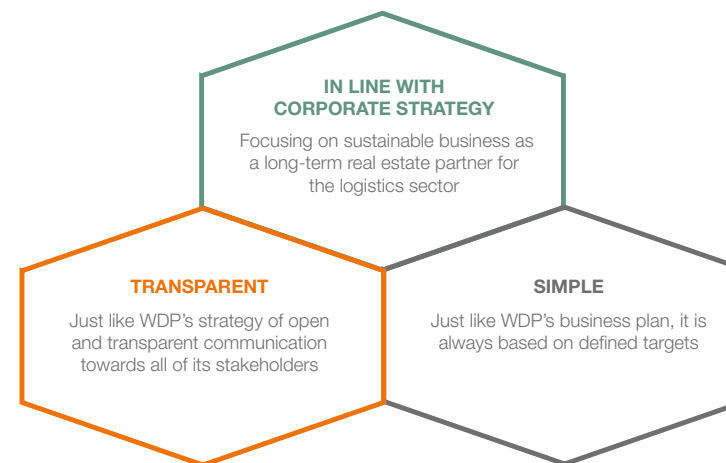 IN LINE WITH
CORPORATE STRATEGY
Focusing on sustainable business as
a long-term real estate partner for
the logistics sector
TRANSPARENT
Just like WDP’s strategy of open
and transparent communication
towards all of its stakeholders
SIMPLE
Just like WDP’s business plan, it is
always based on defined targets